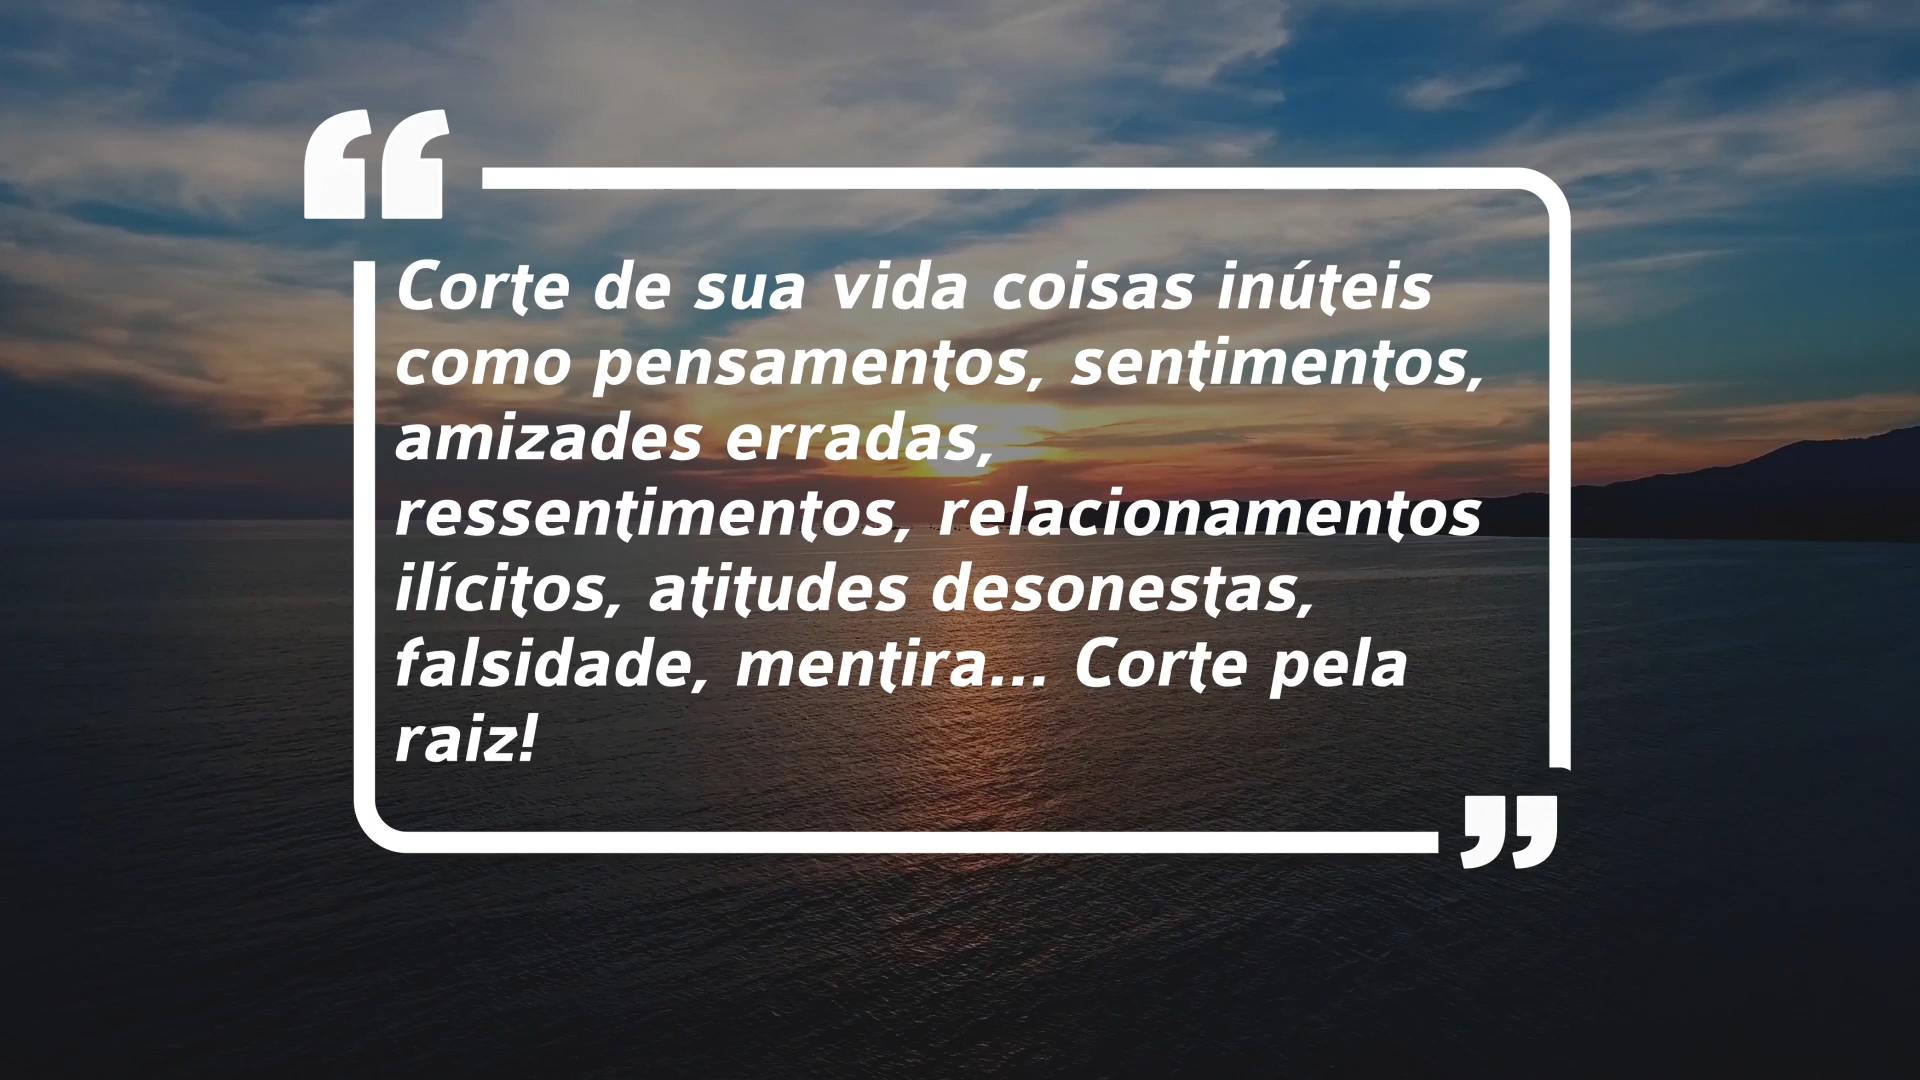 Corte de sua vida coisas inúteis
como pensamentos, sentimentos,
amizades erradas,
ressentimentos, relacionamentos
ilícitos, atitudes desonestas,
falsidade, mentira... Corte pela
raiz!